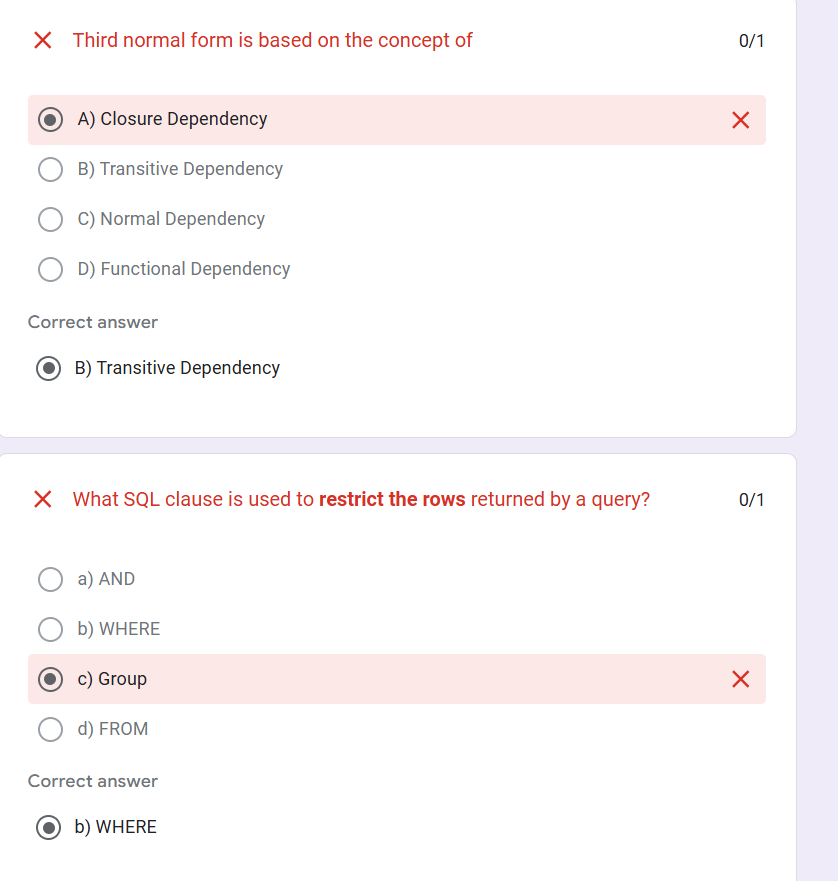 Third normal form is based on the concept of 0/1
A) Closure Dependency
B) Transitive Dependency
C) Normal Dependency
D) Functional Dependency
Correct answer
B) Transitive Dependency
What SQL clause is used to restrict the rows returned by a query? 0/1
a) AND
b) WHERE
c) Group
d) FROM
Correct answer
b) WHERE